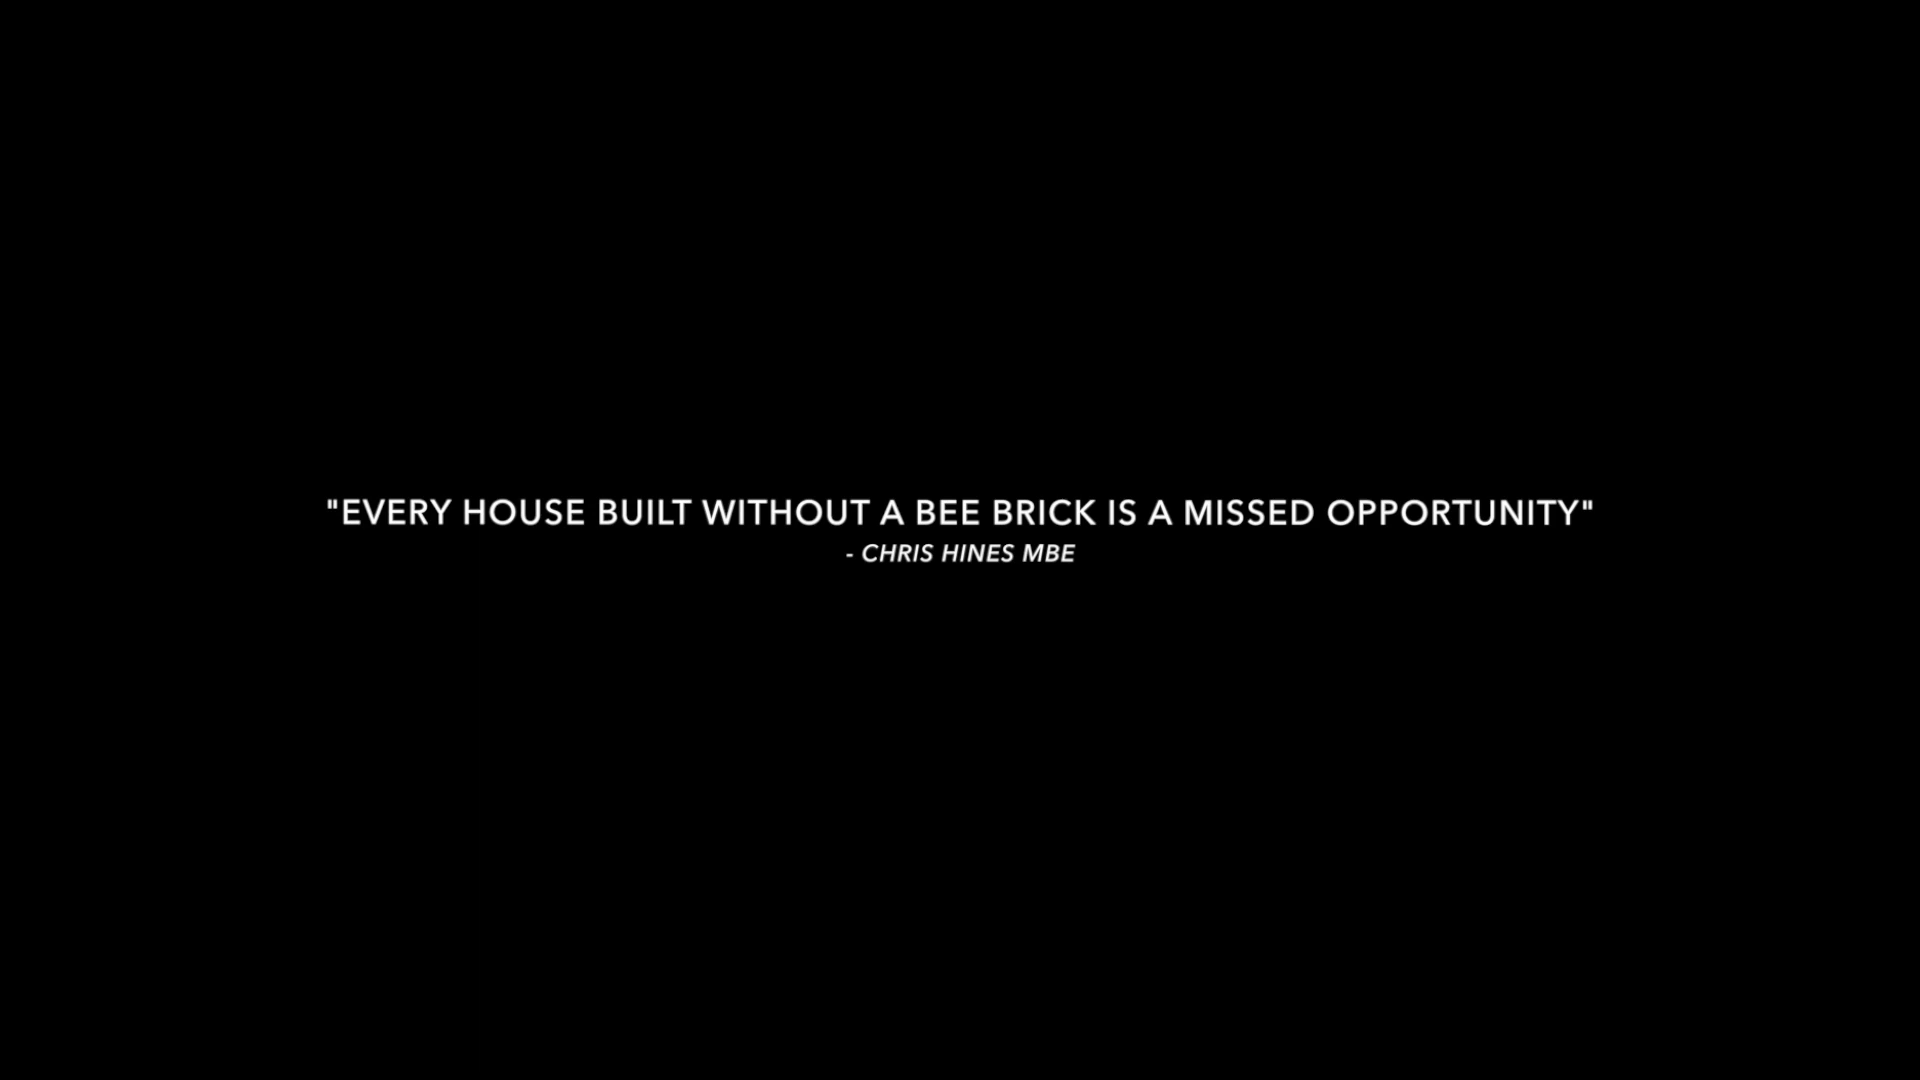 "EVERY HOUSE BUILT WITHOUT A BEE BRICK IS A MISSED OPPORTUNITY"
- CHRIS HINES MBE